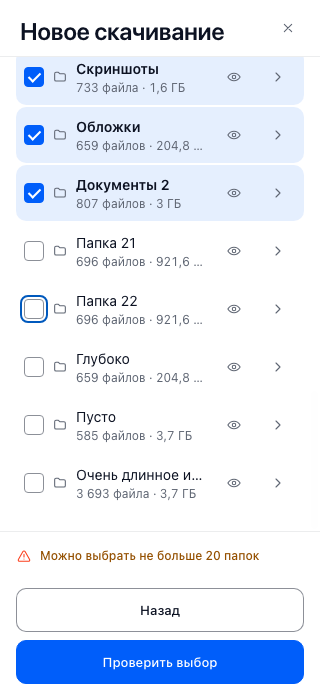 Новое скачивание
Скриншоты
733 файла · 1,6 ГБ
Обложки
659 файлов · 204,8 ...
Документы 2
807 файлов · 3 ГБ
Папка 21
696 файлов · 921,6 ...
Папка 22
696 файлов · 921,6 ...
Глубоко
659 файлов · 204,8 ...
Пусто
585 файлов · 3,7 ГБ
Очень длинное и...
3 693 файла · 3,7 ГБ
Можно выбрать не больше 20 папок
Назад
Проверить выбор